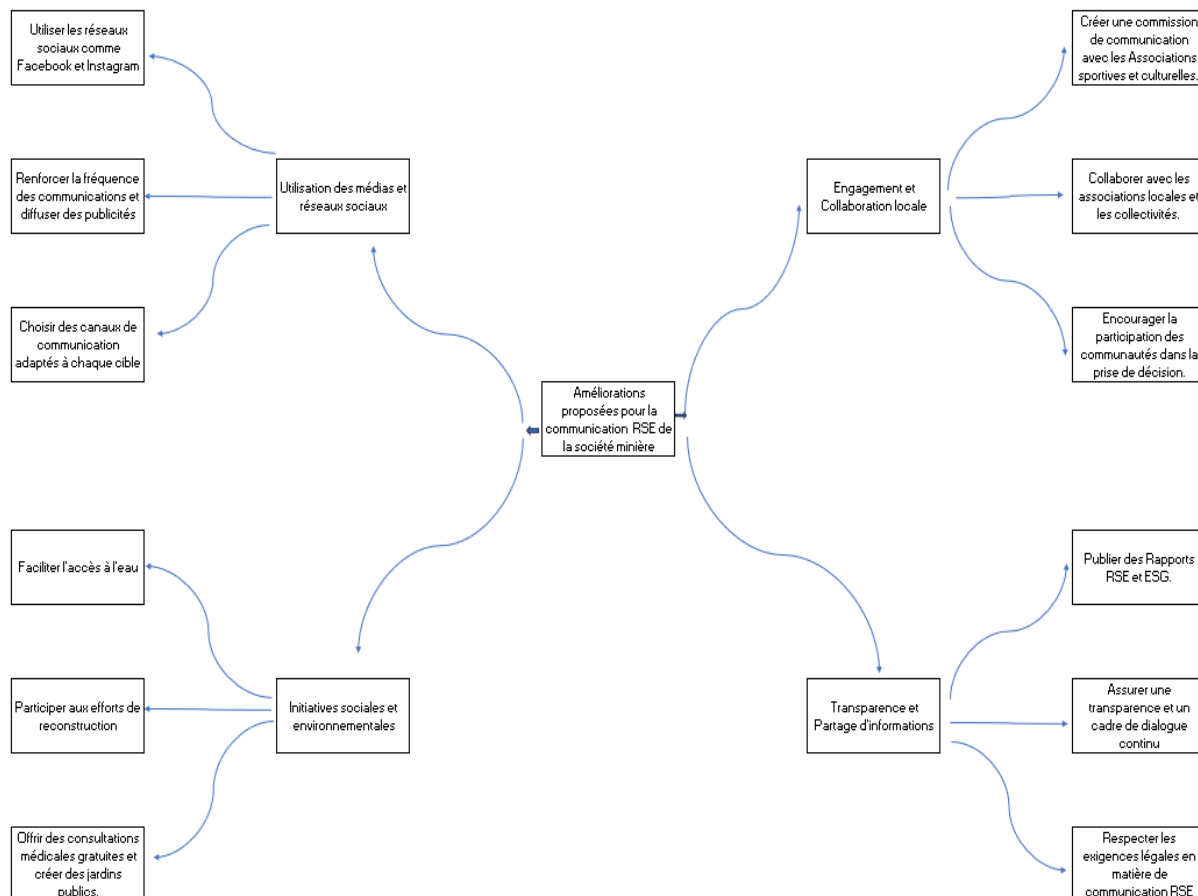 Utiliser les réseaux
sociaux comme
Facebook et Instagram
Renforcer la fréquence
des communications et
diffuser des publicités
Choisir des canaux de
communication
adaptés à chaque cible
Utilisation des médias et
réseaux sociaux
Créer une commission
de communication
avec les Associations
sportives et culturelles.
Collaborer avec les
associations locales et
les collectivités.
Encourager la
participation des
communautés dans la
prise de décision.
Engagement et
Collaboration locale
Améliorations
proposées pour la
communication RSE de
la société minière
Faciliter l'accès à l'eau
Participer aux efforts de
reconstruction
Offrir des consultations
médicales gratuites et
créer des jardins
publics.
Initiatives sociales et
environnementales
Transparence et
Partage d'informations
Publier des Rapports
RSE et ESG.
Assurer une
transparence et un
cadre de dialogue
continu
Respecter les
exigences légales en
matière de
communication RSE